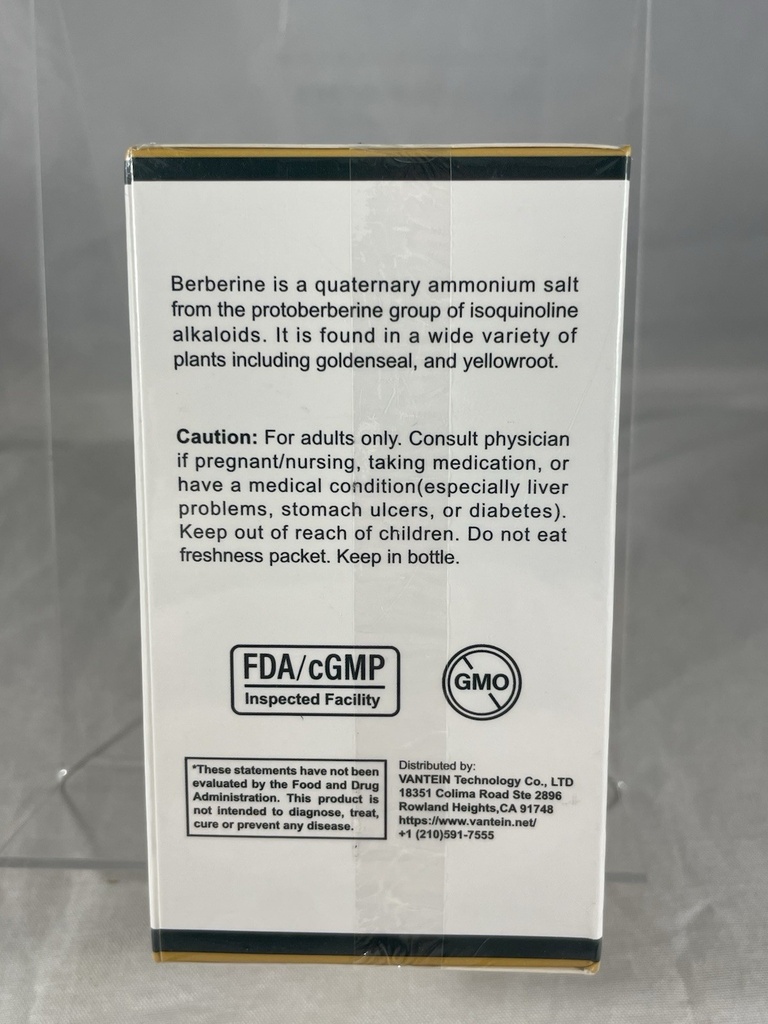 Berberine is a quaternary ammonium salt
from the protoberberine group of isoquinoline
alkaloids. It is found in a wide variety of
plants including goldenseal, and yellowroot.
Caution: For adults only. Consult physician
if pregnant/nursing, taking medication, or
have a medical condition(especially liver
problems, stomach ulcers, or diabetes).
Keep out of reach of children. Do not eat
freshness packet. Keep in bottle.
FDA/cGMP
Inspected Facility
GMO
*These statements have not been
evaluated by the Food and Drug
Administration. This product is
not intended to diagnose, treat,
cure or prevent any disease.
Distributed by:
VANTEIN Technology Co., LTD
18351 Colima Road Ste 2896
Rowland Heights,CA 91748
https://www.vantein.net/
+1 (210)591-7555